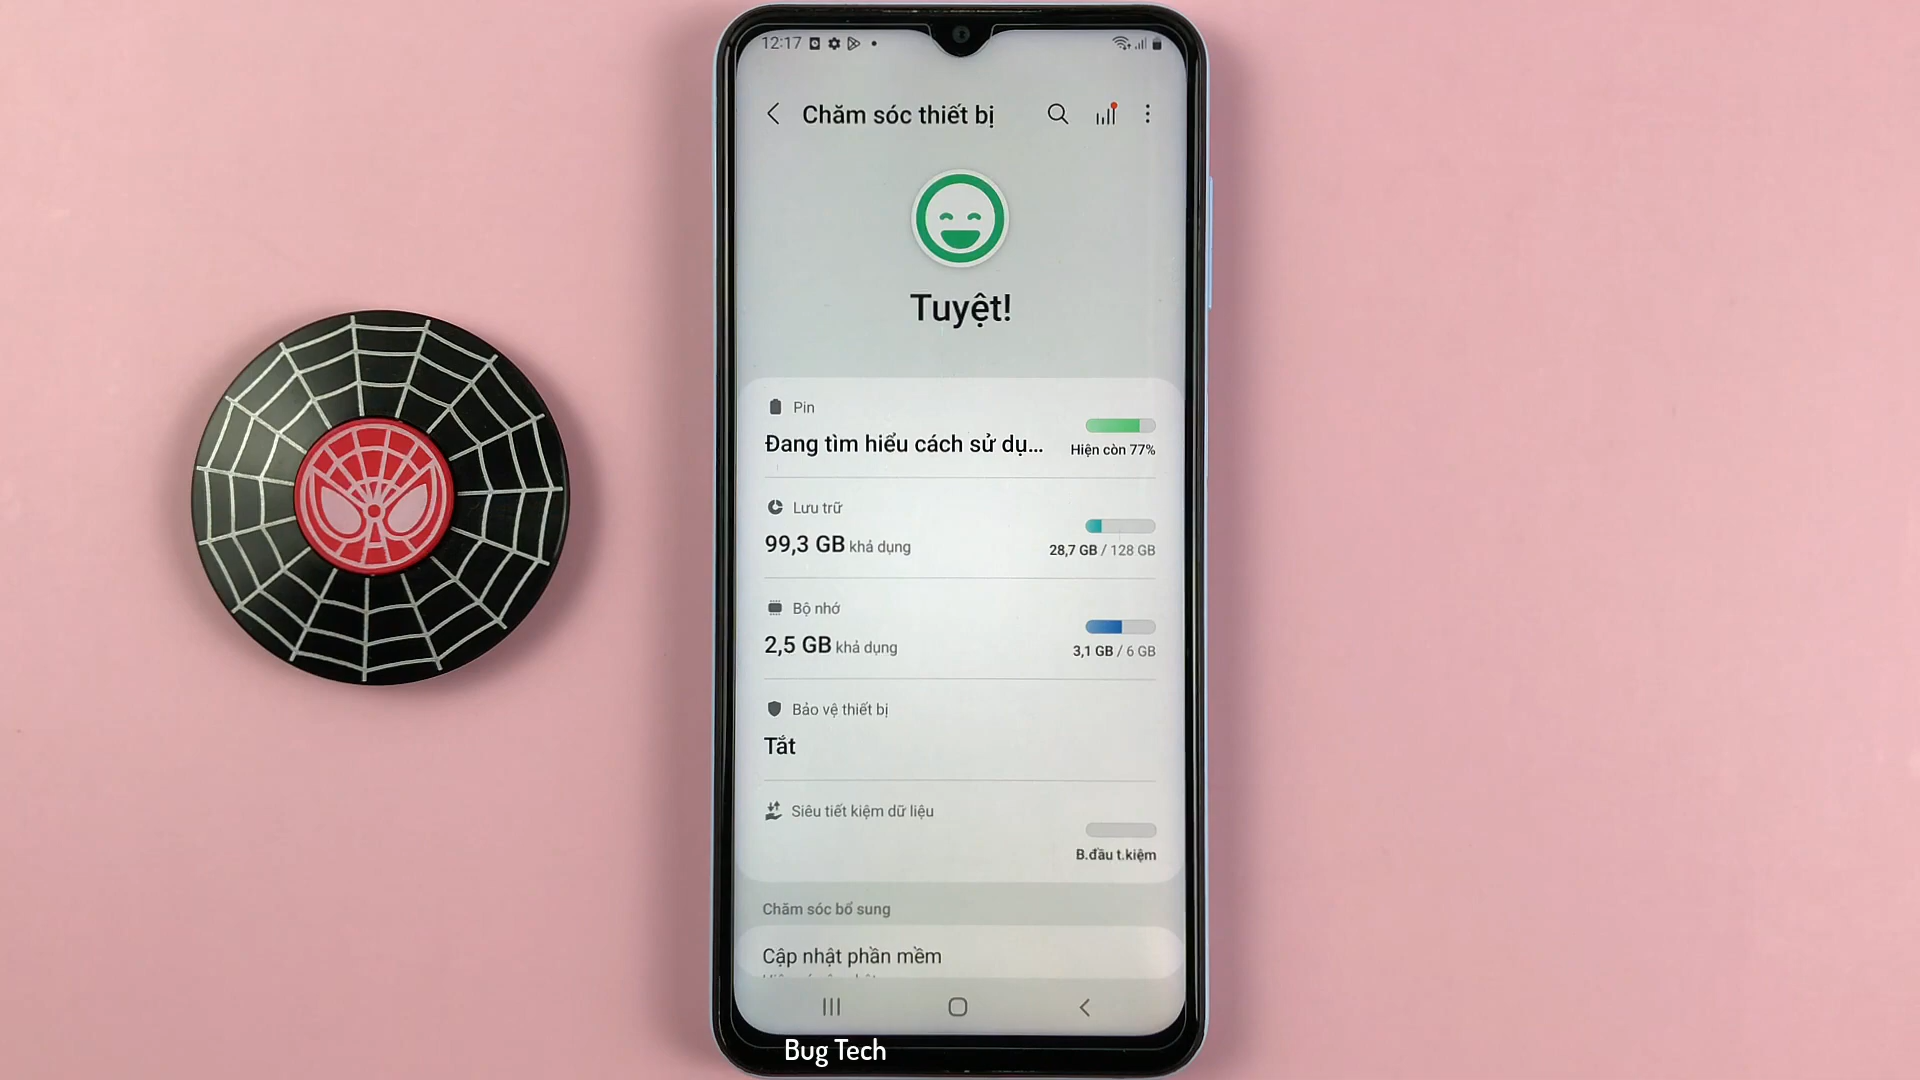 12:17
Chăm sóc thiết bị
Tuyệt!
Pin
Đang tìm hiểu cách sử dụ...
Hiện còn 77%
Lưu trữ
99,3 GB khả dụng
28,7 GB / 128 GB
Bộ nhớ
2,5 GB khả dụng
3,1 GB / 6 GB
Bảo vệ thiết bị
Tắt
Siêu tiết kiệm dữ liệu
B.đầu t.kiệm
Chăm sóc bổ sung
Cập nhật phần mềm
Bug Tech